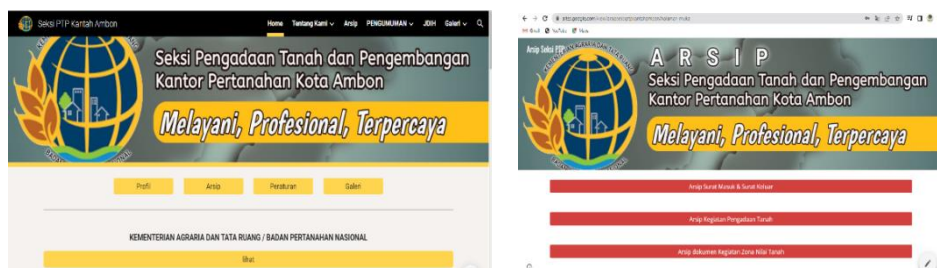 Seksi PTP Kantah Ambon
Home Tentang Kami Arsip PENGUMUMAN JDIH Galeri
Seksi Pengadaan Tanah dan Pengembangan
Kantor Pertanahan Kota Ambon
Melayani, Profesional, Terpercaya
Profil Arsip Peraturan Galeri
KEMENTERIAN AGRARIA DAN TATA RUANG / BADAN PERTANAHAN NASIONAL
lihat
Arsip Seksi PTP
A R S I P
Seksi Pengadaan Tanah dan Pengembangan
Kantor Pertanahan Kota Ambon
Melayani, Profesional, Terpercaya
Arsip Surat Masuk & Surat Keluar
Arsip Kegiatan Pengadaan Tanah
Arsip dokumen Kegiatan Zona Nilai Tanah